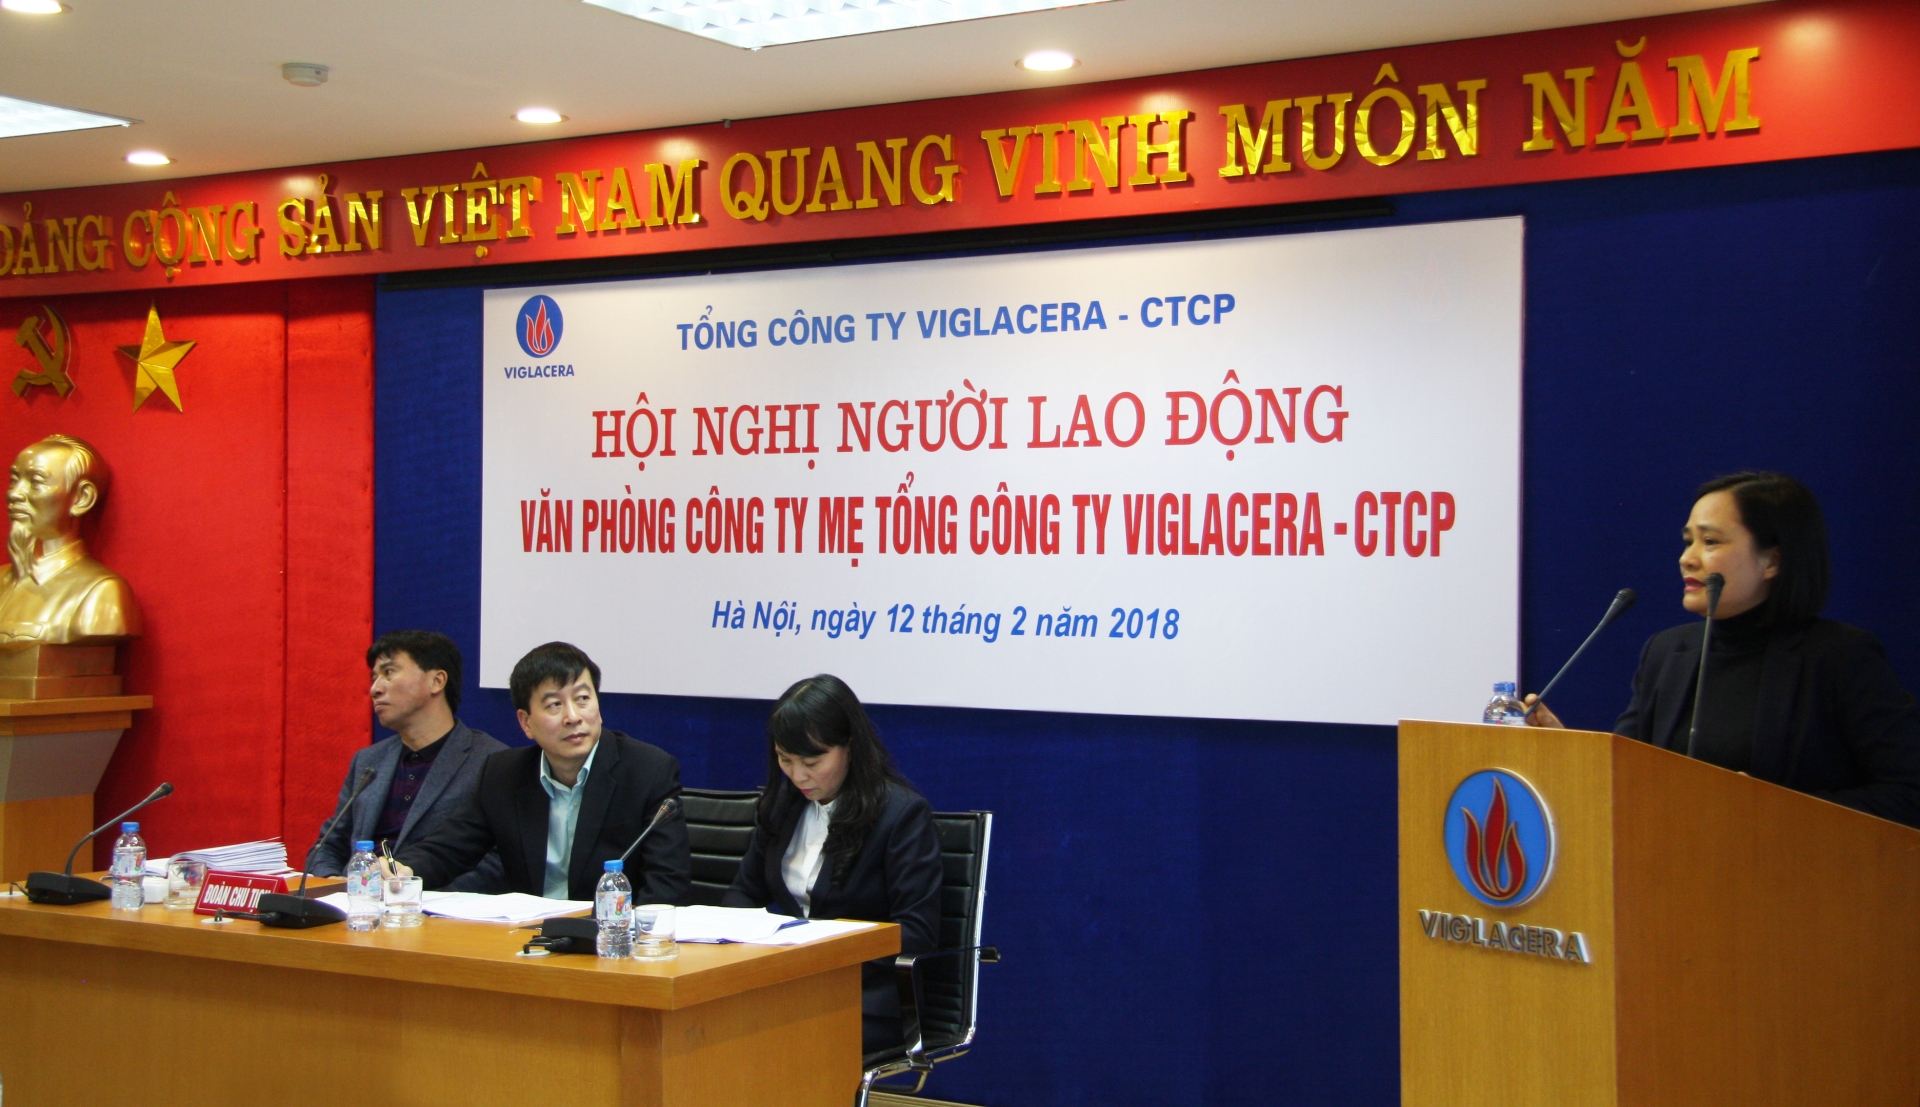 ĐẢNG CỘNG SẢN VIỆT NAM QUANG VINH MUÔN NĂM
VIGLACERA
TỔNG CÔNG TY VIGLACERA - CTCP
HỘI NGHỊ NGƯỜI LAO ĐỘNG
VĂN PHÒNG CÔNG TY MẸ TỔNG CÔNG TY VIGLACERA - CTCP
Hà Nội, ngày 12 tháng 2 năm 2018
ĐOÀN CHỦ
VIGLACERA